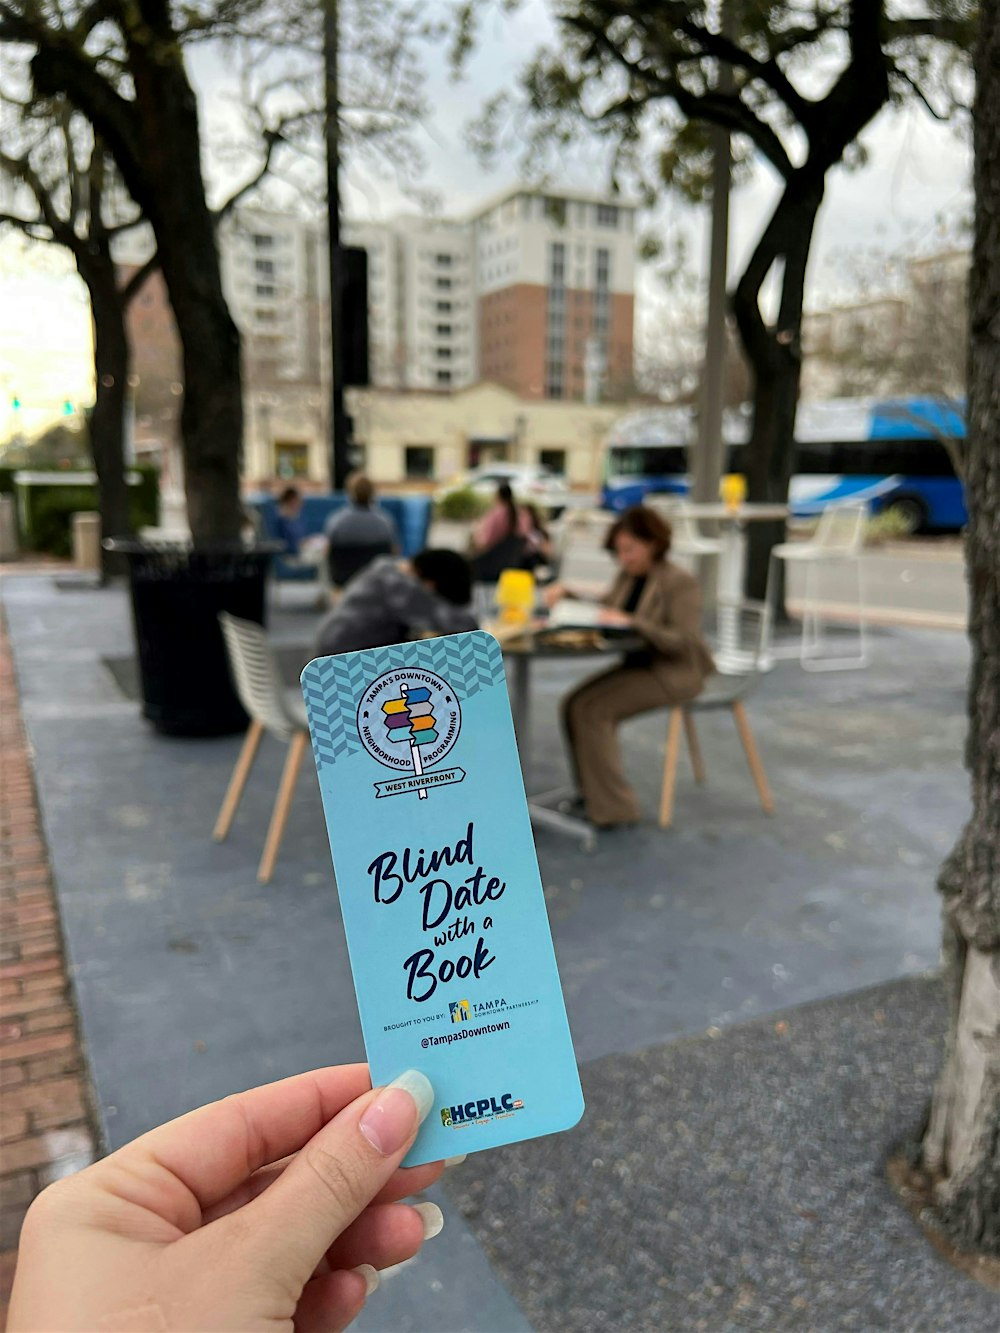 TAMPA'S DOWNTOWN
NEIGHBORHOOD PROGRAMMING
WEST RIVERFRONT
Blind
Date
with a
Book
BROUGHT TO YOU BY: TAMPA
DOWNTOWN PARTNERSHIP
@TampasDowntown
HCPLC